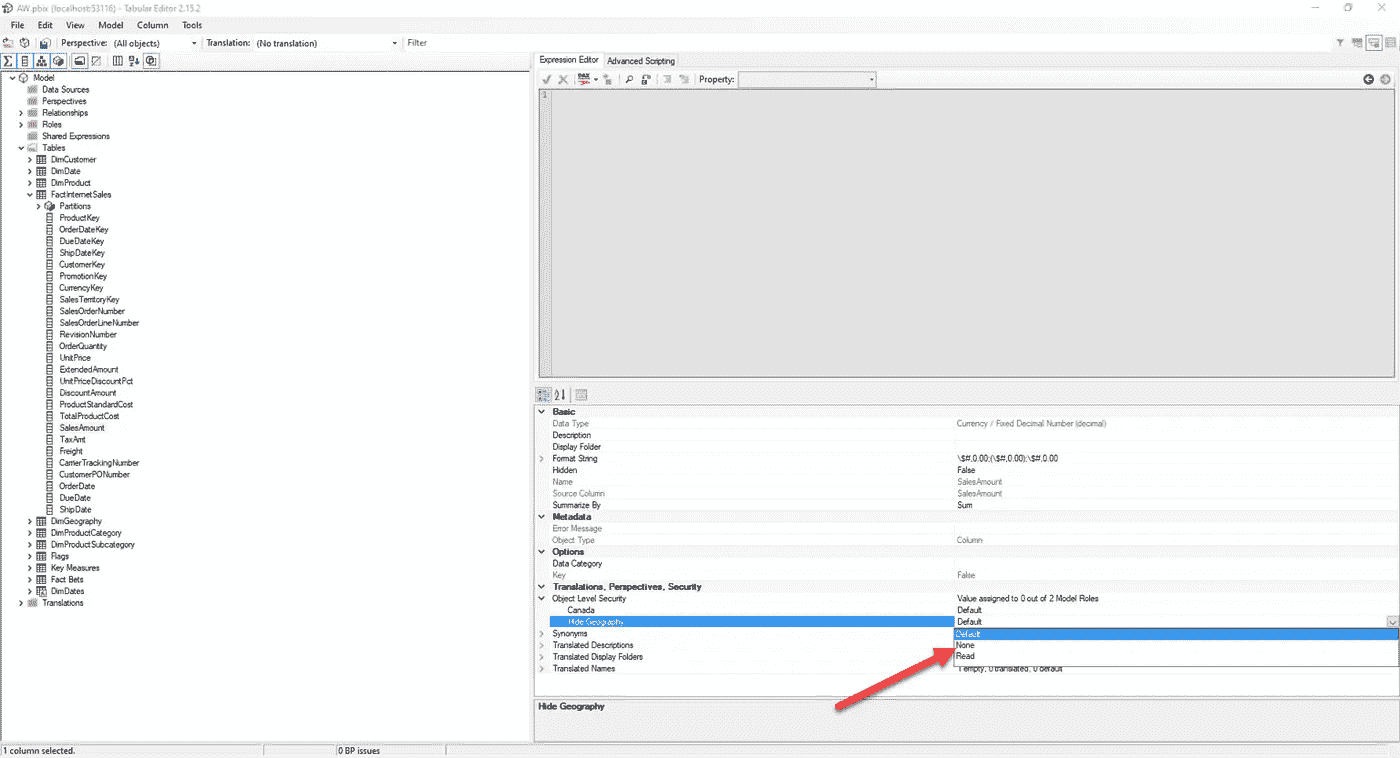 AW.pbix (localhost:53116) - Tabular Editor 2.15.2
File Edit View Model Column Tools
Perspective: (All objects) Translation: (No translation) Filter
Model
Data Sources
Perspectives
Relationships
Roles
Shared Expressions
Tables
DimCustomer
DimDate
DimProduct
FactInternetSales
Partitions
ProductKey
OrderDateKey
DueDateKey
ShipDateKey
CustomerKey
PromotionKey
CurrencyKey
SalesTerritoryKey
SalesOrderNumber
SalesOrderLineNumber
RevisionNumber
OrderQuantity
UnitPrice
ExtendedAmount
UnitPriceDiscountPct
DiscountAmount
ProductStandardCost
TotalProductCost
SalesAmount
TaxAmt
Freight
CarrierTrackingNumber
CustomerPONumber
OrderDate
DueDate
ShipDate
DimGeography
DimProductCategory
DimProductSubcategory
Flags
Key Measures
Fact Bets
DimDates
Translations
Expression Editor Advanced Scripting
Property:
1
Basic
Data Type Currency / Fixed Decimal Number (decimal)
Description
Display Folder
Format String \$#,0.00;(\$#,0.00);\$#,0.00
Hidden False
Name SalesAmount
Source Column SalesAmount
Summarize By Sum
Metadata
Error Message
Object Type Column
Options
Data Category
Key False
Translations, Perspectives, Security
Object Level Security Value assigned to 0 out of 2 Model Roles
Canada Default
Hide Geography Default
Synonyms Default
Translated Descriptions None
Translated Display Folders Read
Translated Names 1 empty, 0 translated, 0 default
Hide Geography
1 column selected. 0 BP issues